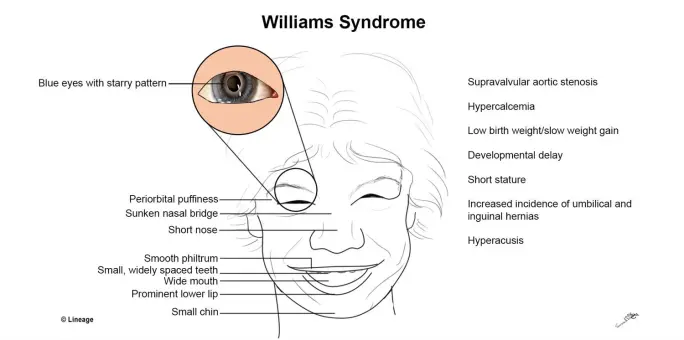 Williams Syndrome
Blue eyes with starry pattern
Periorbital puffiness
Sunken nasal bridge
Short nose
Smooth philtrum
Small, widely spaced teeth
Wide mouth
Prominent lower lip
Small chin
Supravalvular aortic stenosis
Hypercalcemia
Low birth weight/slow weight gain
Developmental delay
Short stature
Increased incidence of umbilical and
inguinal hernias
Hyperacusis
© Lineage